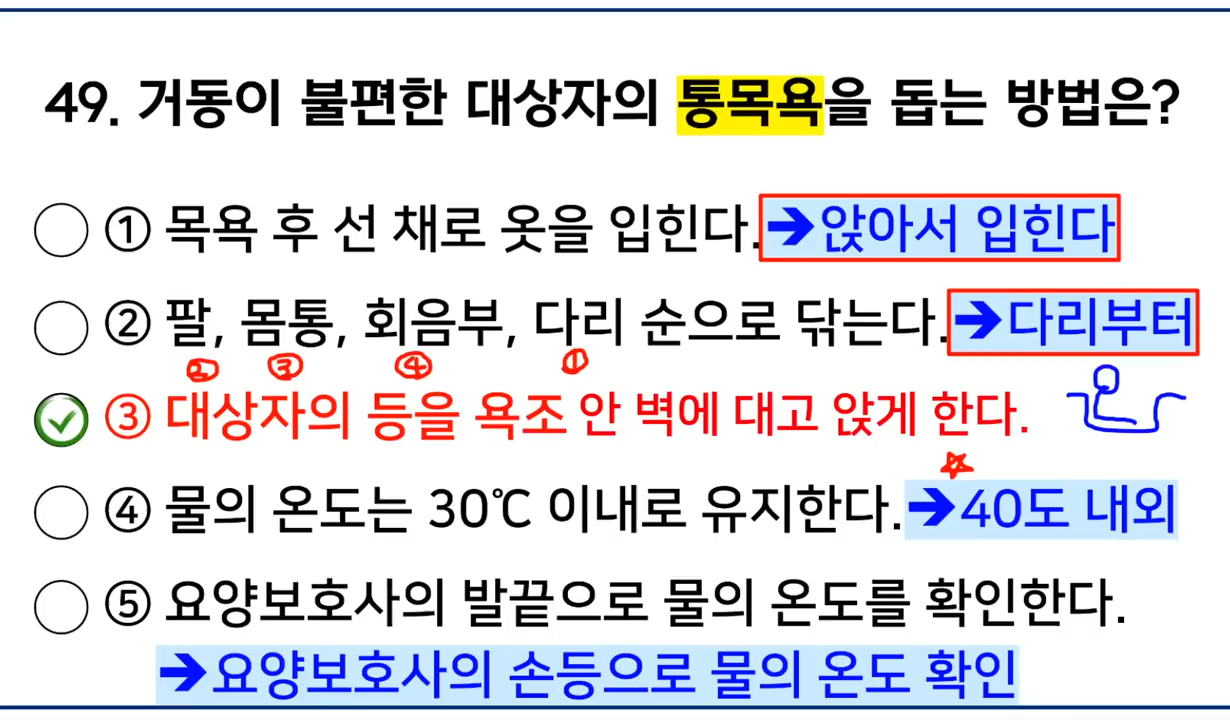 49. 거동이 불편한 대상자의 통목욕을 돕는 방법은?
① 목욕 후 선 채로 옷을 입힌다.➔앉아서 입힌다
② 팔, 몸통, 회음부, 다리 순으로 닦는다.➔다리부터
② ③ ④ ①
③ 대상자의 등을 욕조 안 벽에 대고 앉게 한다.
④ 물의 온도는 30℃ 이내로 유지한다.➔40도 내외
⑤ 요양보호사의 발끝으로 물의 온도를 확인한다.
➔요양보호사의 손등으로 물의 온도 확인